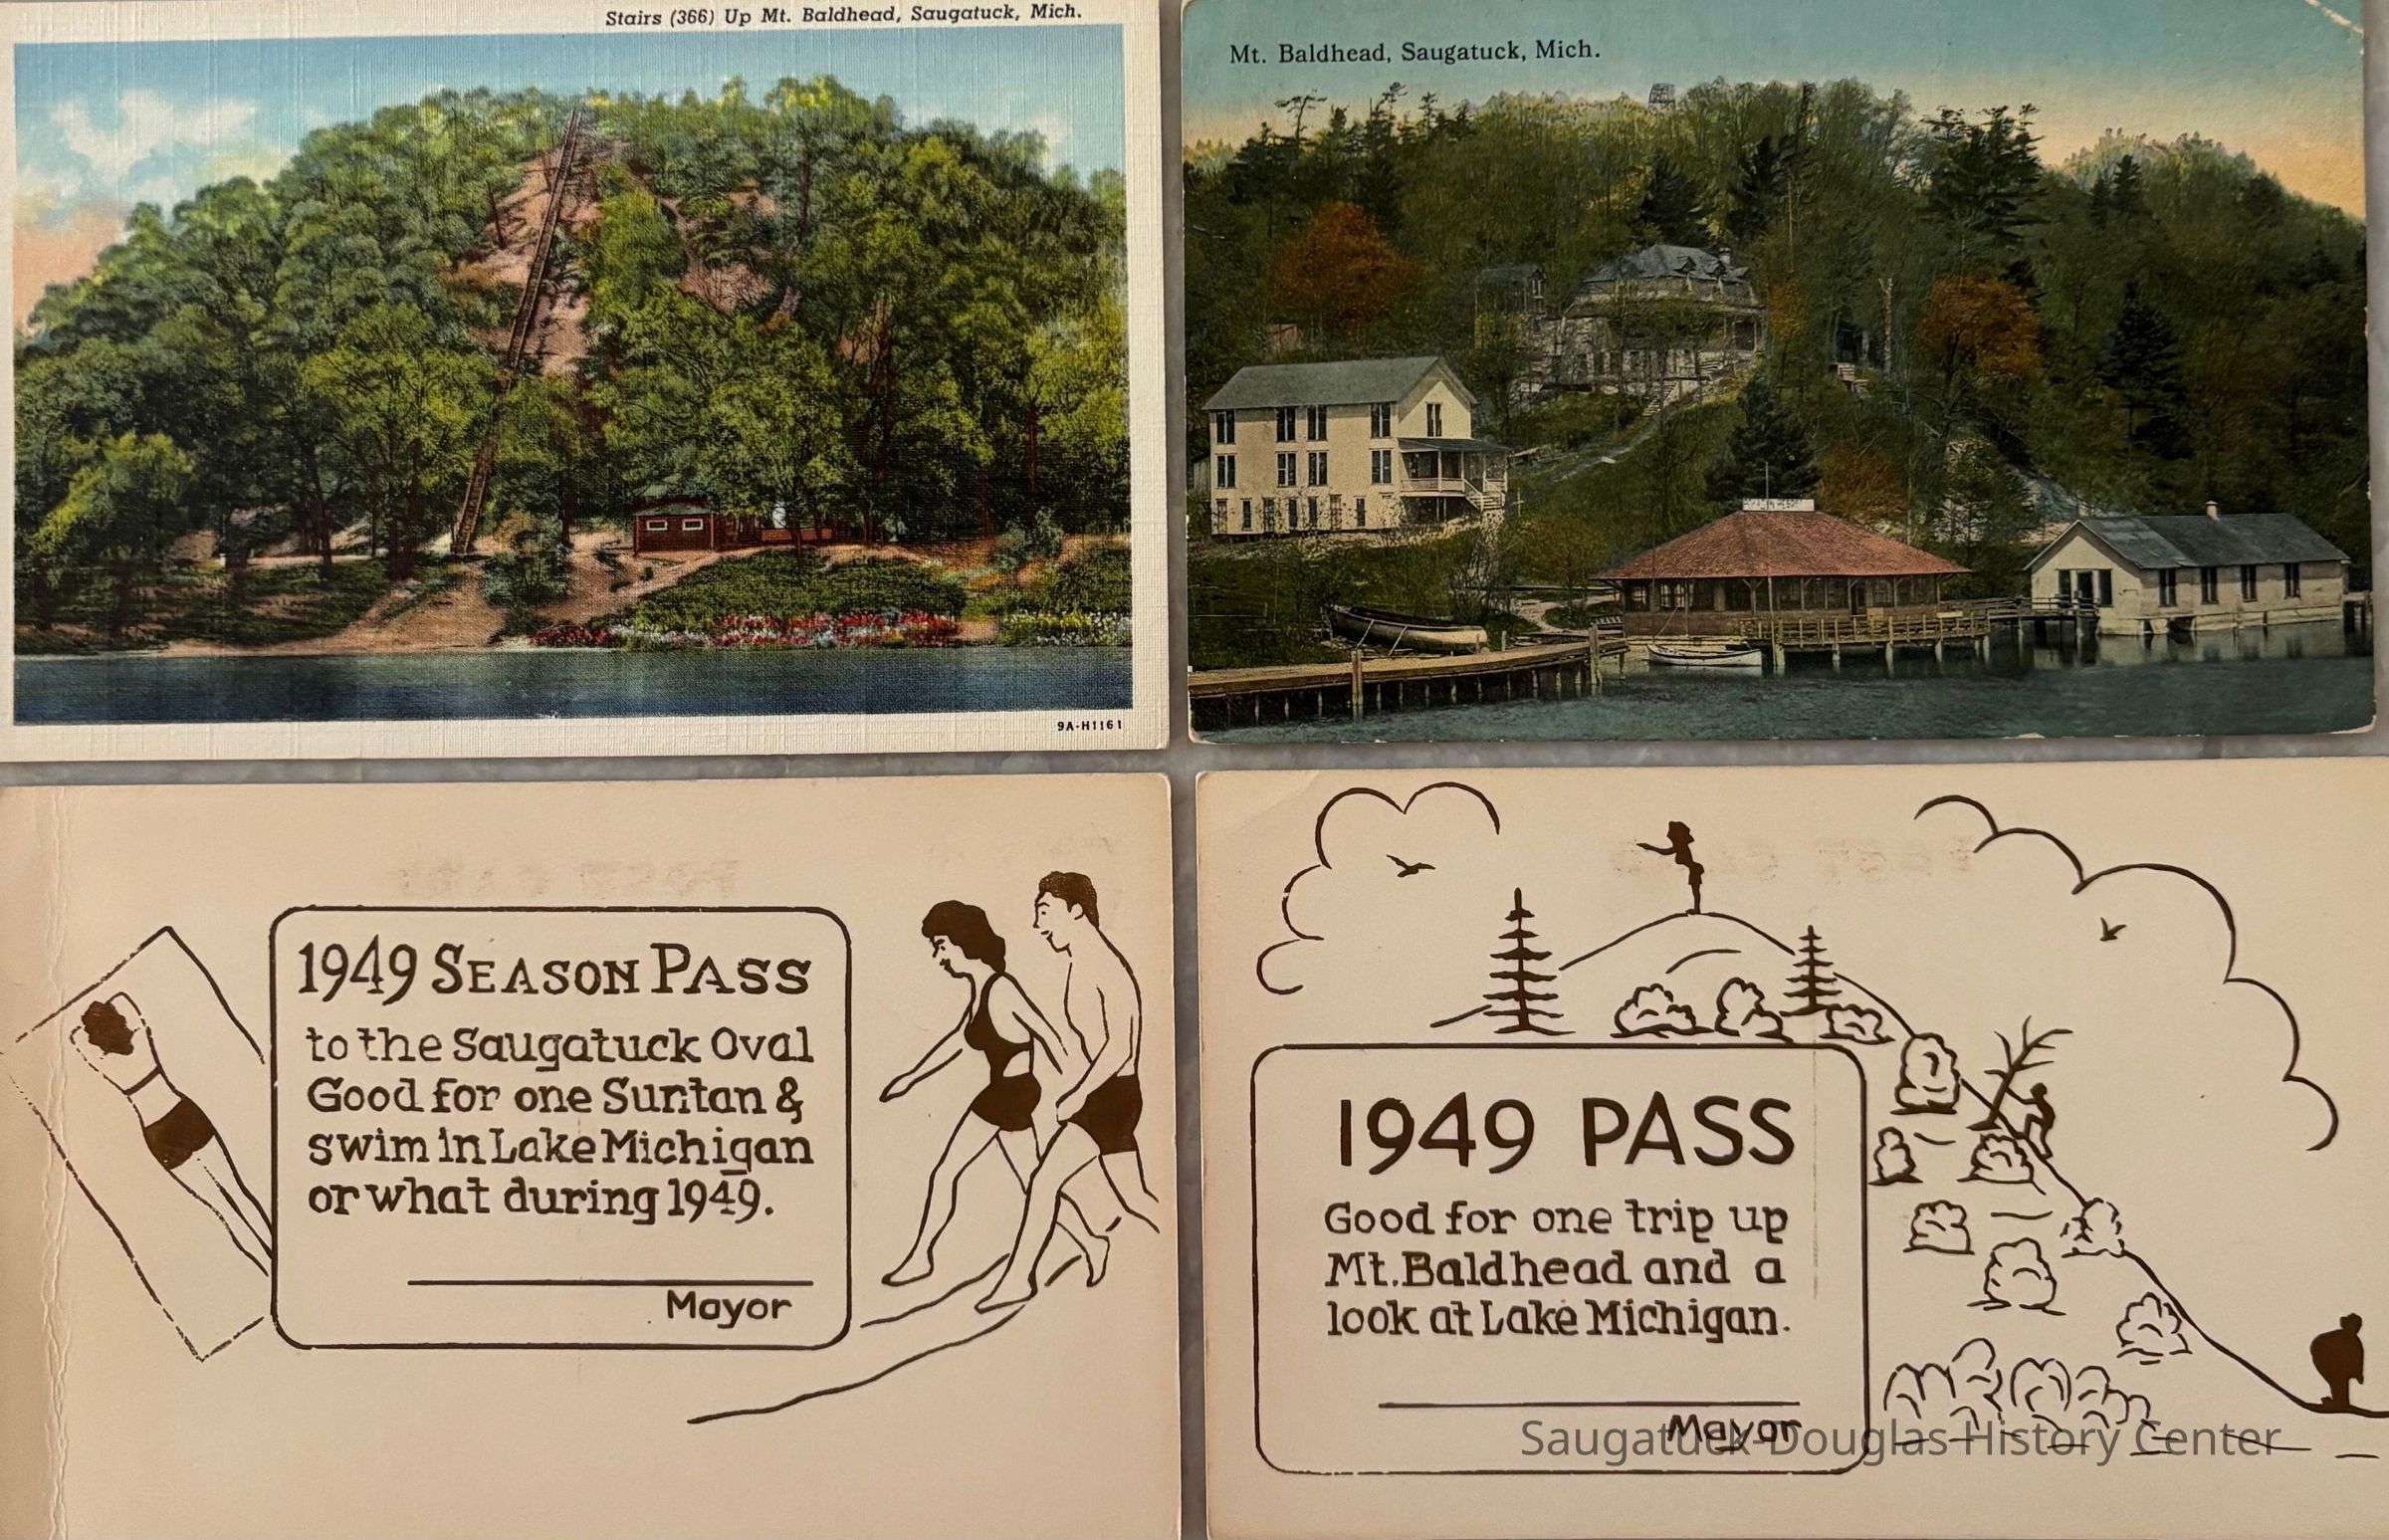 Stairs (366) Up Mt. Baldhead, Saugatuck, Mich.
9A-H1161
Mt. Baldhead, Saugatuck, Mich.
1949 SEASON PASS
to the Saugatuck Oval
Good for one Suntan &
swim in Lake Michigan
or what during 1949.
Mayor
1949 PASS
Good for one trip up
Mt. Baldhead and a
look at Lake Michigan.
Mayor
Saugatuck-Douglas History Center